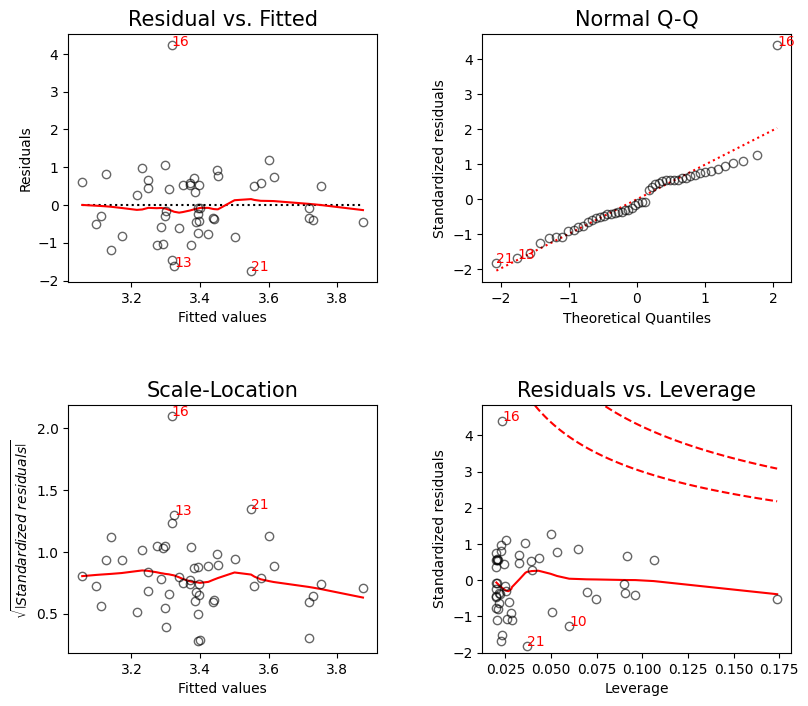 Residual vs. Fitted
Normal Q-Q
16
16
4
4
3
3
2
2
1
1
0
0
−1
−1
−2
−2
13
21
21
13
Residuals
Standardized residuals
3.2 3.4 3.6 3.8
−2 −1 0 1 2
Fitted values
Theoretical Quantiles
Scale-Location
Residuals vs. Leverage
16
16
2.0
1.5
1.0
0.5
4
3
2
1
0
−1
−2
13
21
10
21
√|Standardized residuals|
Standardized residuals
3.2 3.4 3.6 3.8
0.025 0.050 0.075 0.100 0.125 0.150 0.175
Fitted values
Leverage